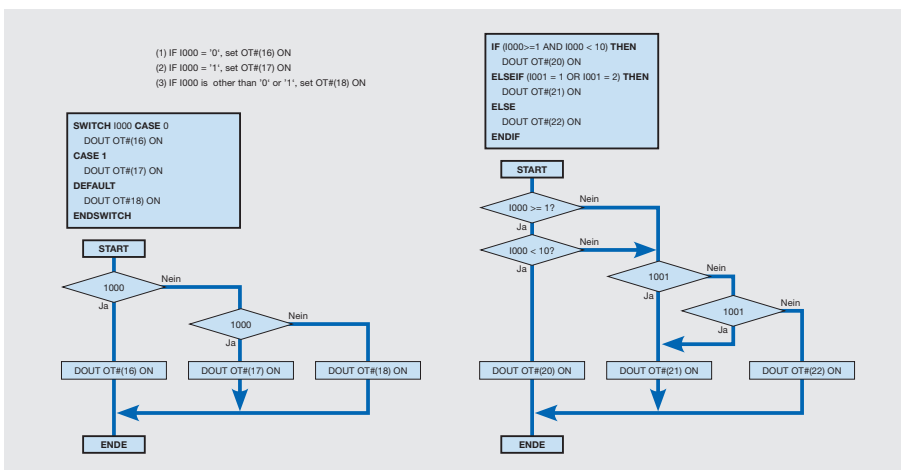 (1) IF I000 = '0‘, set OT#(16) ON
(2) IF I000 = '1‘, set OT#(17) ON
(3) IF I000 is other than '0‘ or '1‘, set OT#(18) ON
SWITCH I000 CASE 0
DOUT OT#(16) ON
CASE 1
DOUT OT#(17) ON
DEFAULT
DOUT OT#18) ON
ENDSWITCH
START
1000
Nein
Ja
1000
Nein
Ja
DOUT OT#(16) ON
DOUT OT#(17) ON
DOUT OT#(18) ON
ENDE
IF (I000>=1 AND I000 < 10) THEN
DOUT OT#(20) ON
ELSEIF (I001 = 1 OR I001 = 2) THEN
DOUT OT#(21) ON
ELSE
DOUT OT#(22) ON
ENDIF
START
I000 >= 1?
Nein
Ja
I000 < 10?
Nein
Ja
1001
Nein
Ja
1001
Nein
Ja
DOUT OT#(20) ON
DOUT OT#(21) ON
DOUT OT#(22) ON
ENDE